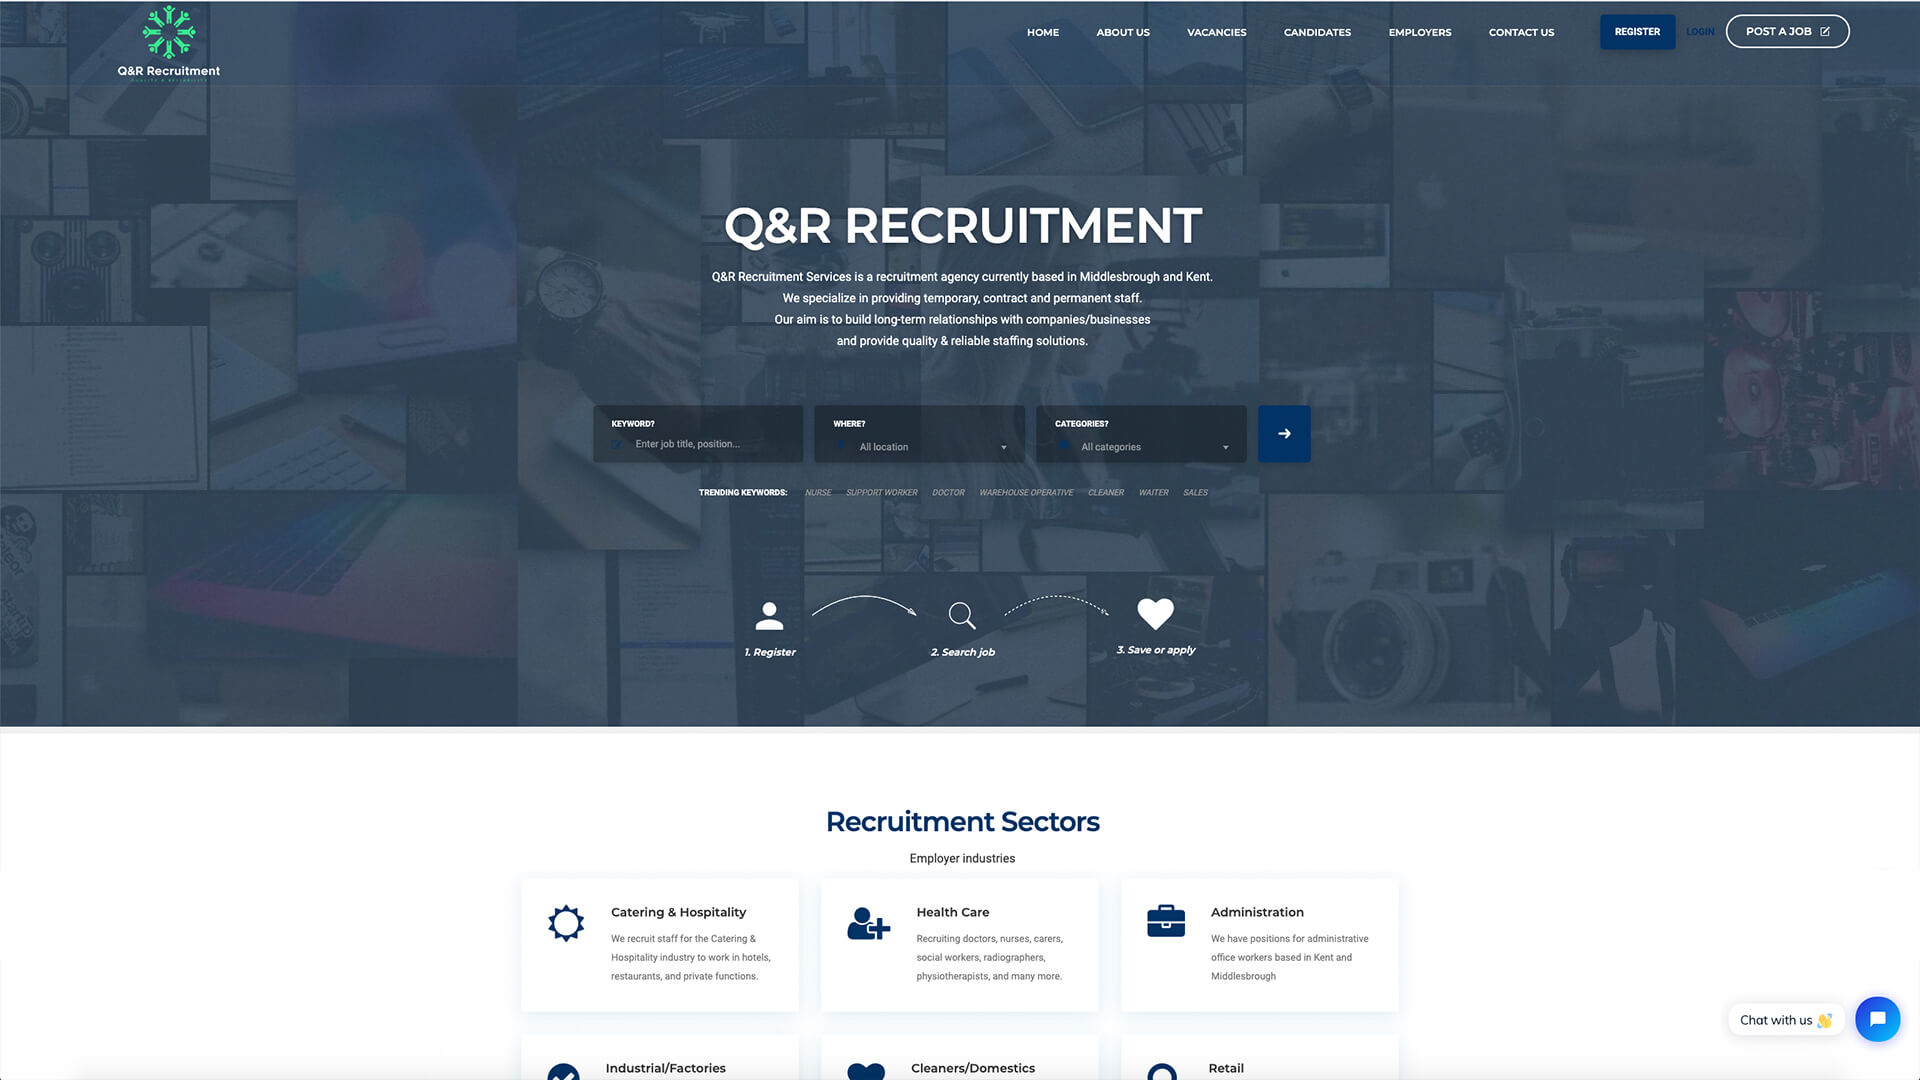 HOME
ABOUT US
VACANCIES
CANDIDATES
EMPLOYERS
CONTACT US
REGISTER
LOGIN
POST A JOB
Q&R Recruitment
QUALITY & RELIABILITY
Q&R RECRUITMENT
Q&R Recruitment Services is a recruitment agency currently based in Middlesbrough and Kent.
We specialize in providing temporary, contract and permanent staff.
Our aim is to build long-term relationships with companies/businesses
and provide quality & reliable staffing solutions.
KEYWORD?
Enter job title, position...
WHERE?
All location
CATEGORIES?
All categories
TRENDING KEYWORDS: NURSE SUPPORT WORKER DOCTOR WAREHOUSE OPERATIVE CLEANER WAITER SALES
1. Register
2. Search job
3. Save or apply
Recruitment Sectors
Employer industries
Catering & Hospitality
We recruit staff for the Catering &
Hospitality industry to work in hotels,
restaurants, and private functions.
Health Care
Recruiting doctors, nurses, carers,
social workers, radiographers,
physiotherapists, and many more.
Administration
We have positions for administrative
office workers based in Kent and
Middlesbrough
Chat with us 👋
Industrial/Factories
Cleaners/Domestics
Retail